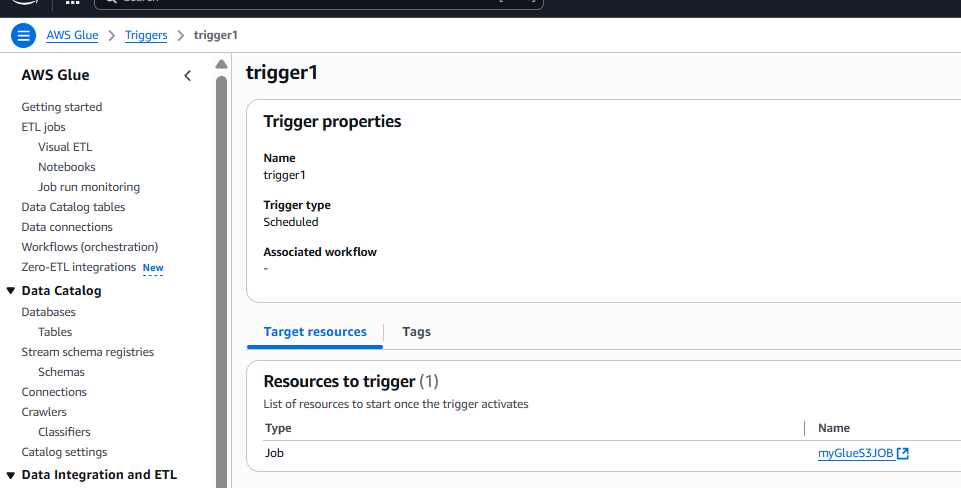 AWS Glue Triggers trigger1
AWS Glue
Getting started
ETL jobs
Visual ETL
Notebooks
Job run monitoring
Data Catalog tables
Data connections
Workflows (orchestration)
Zero-ETL integrations New
Data Catalog
Databases
Tables
Stream schema registries
Schemas
Connections
Crawlers
Classifiers
Catalog settings
Data Integration and ETL
trigger1
Trigger properties
Name
trigger1
Trigger type
Scheduled
Associated workflow
-
Target resources Tags
Resources to trigger (1)
List of resources to start once the trigger activates
Type Name
Job myGlueS3JOB